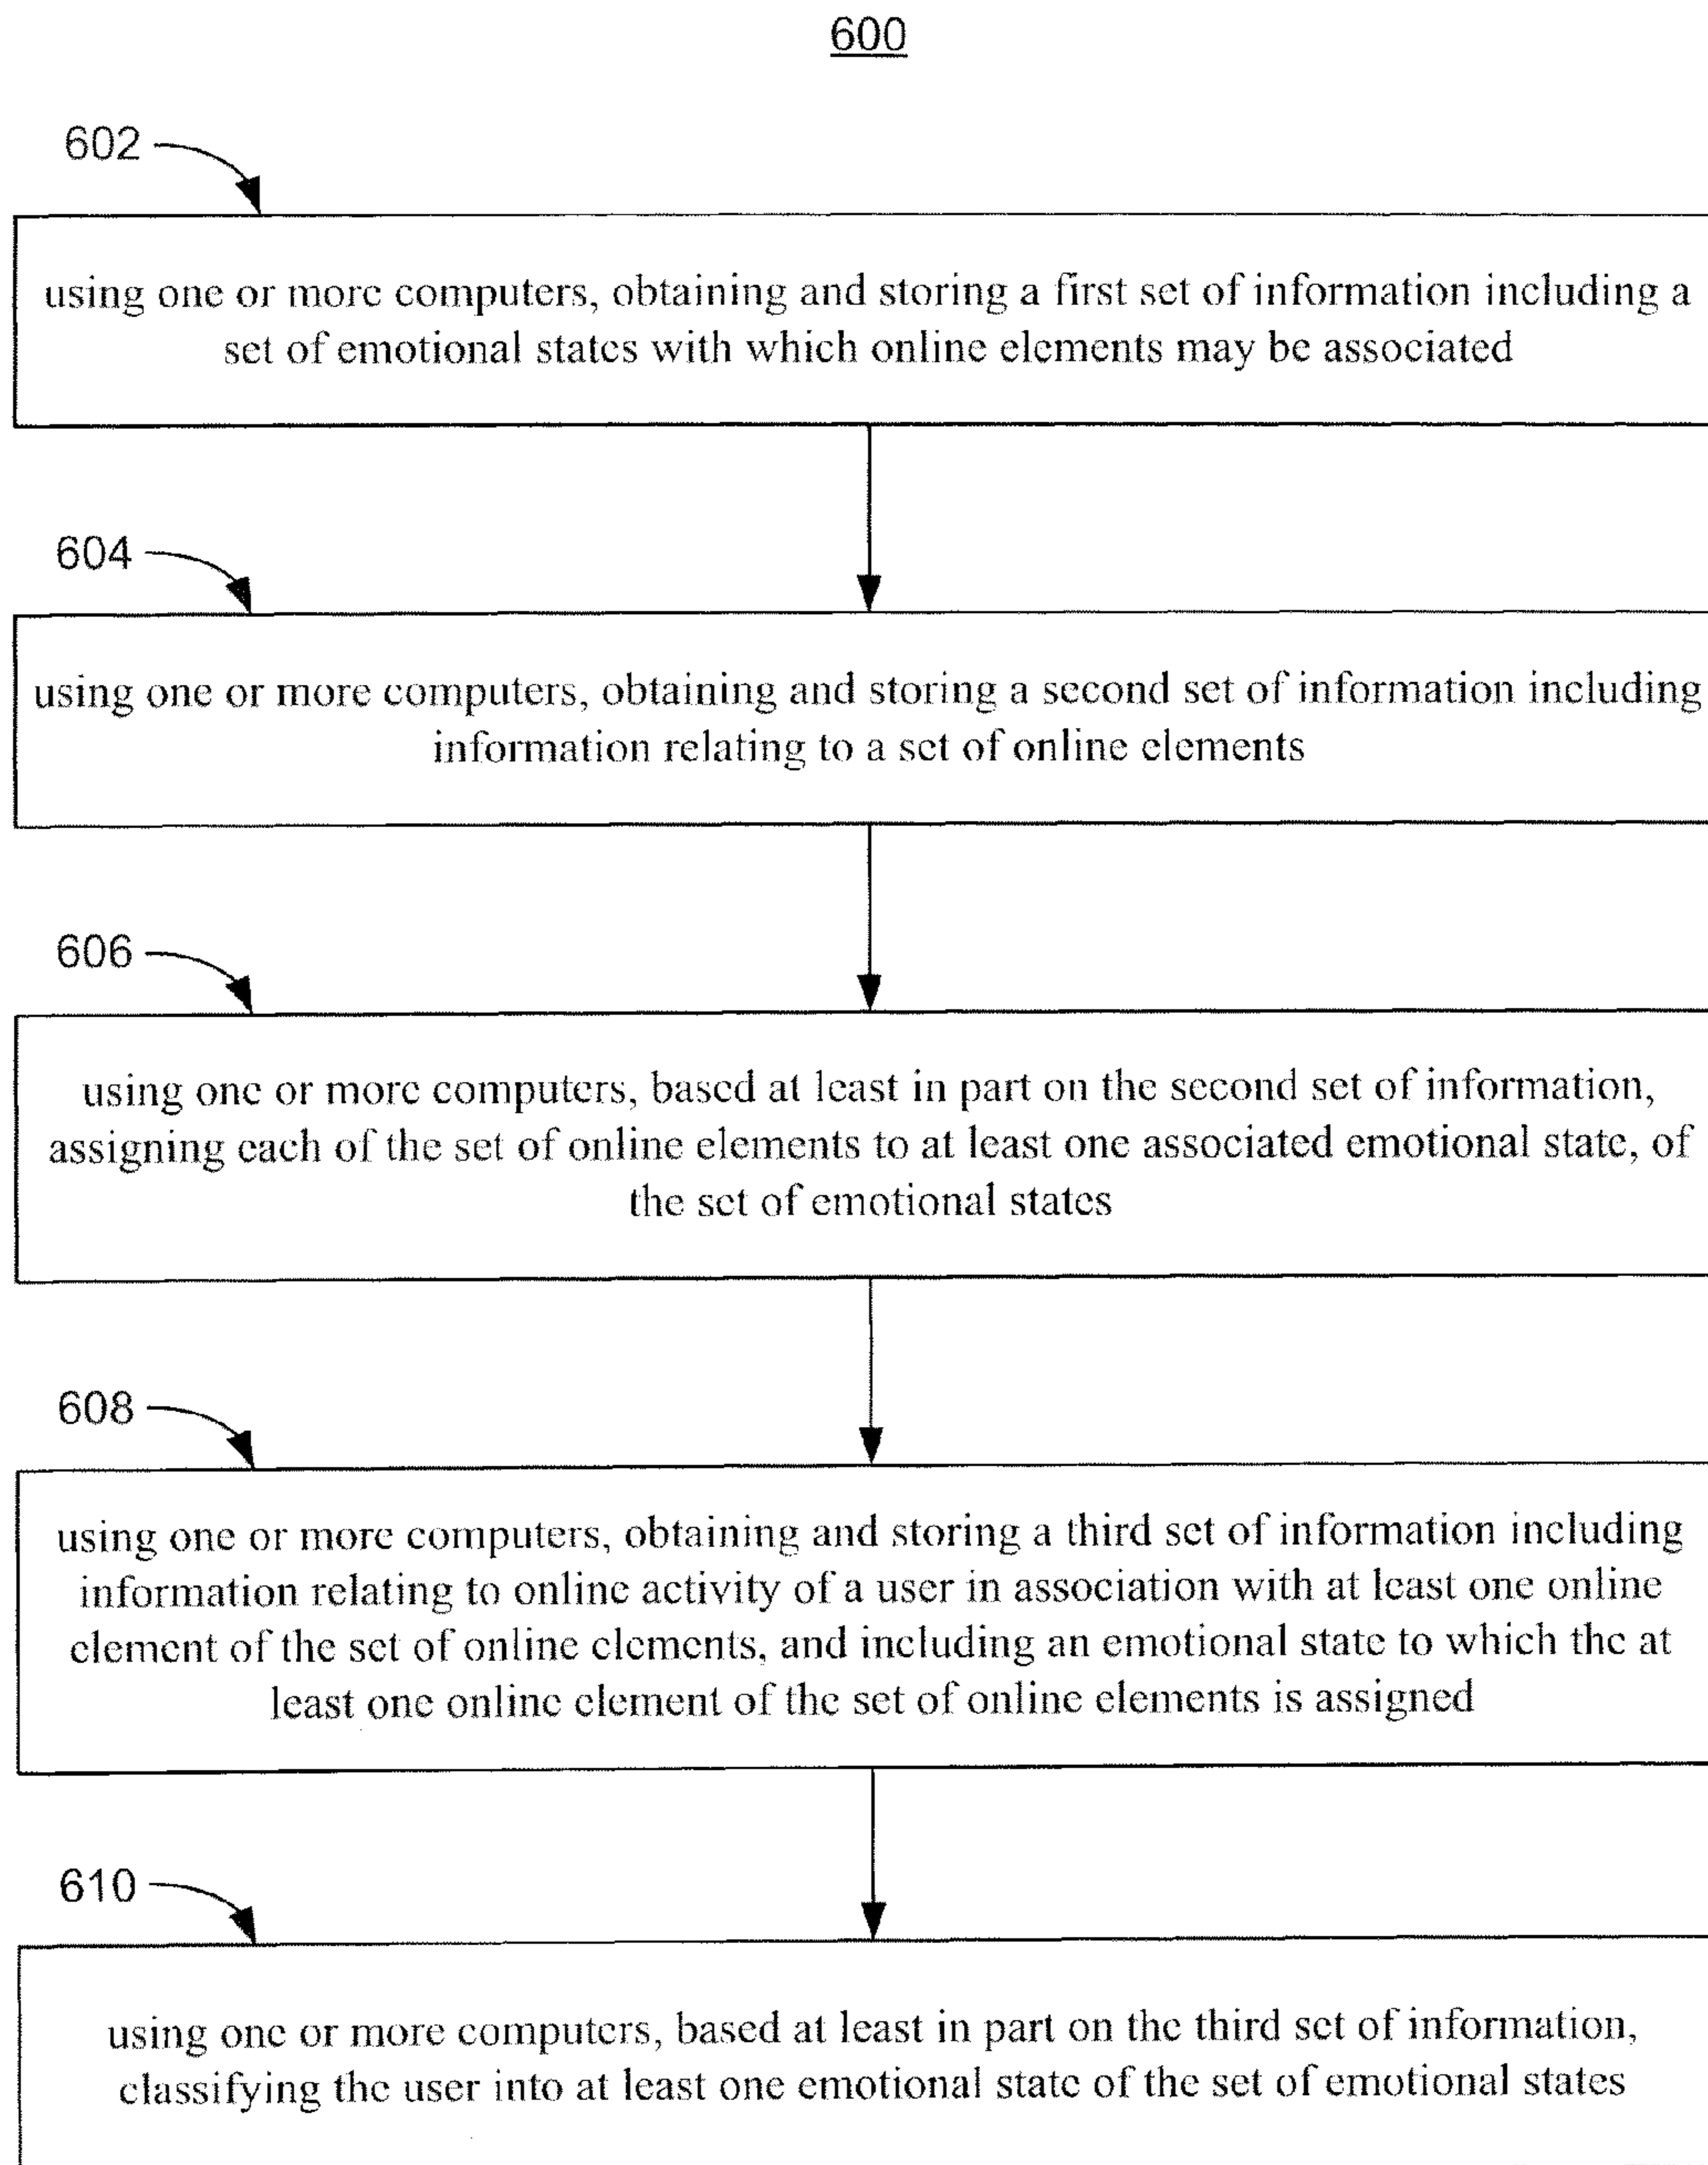 600
602
using one or more computers, obtaining and storing a first set of information including a
set of emotional states with which online elements may be associated
604
using one or more computers, obtaining and storing a second set of information including
information relating to a set of online elements
606
using one or more computers, based at least in part on the second set of information,
assigning each of the set of online elements to at least one associated emotional state, of
the set of emotional states
608
using one or more computers, obtaining and storing a third set of information including
information relating to online activity of a user in association with at least one online
element of the set of online elements, and including an emotional state to which the at
least one online element of the set of online elements is assigned
610
using one or more computers, based at least in part on the third set of information,
classifying the user into at least one emotional state of the set of emotional states